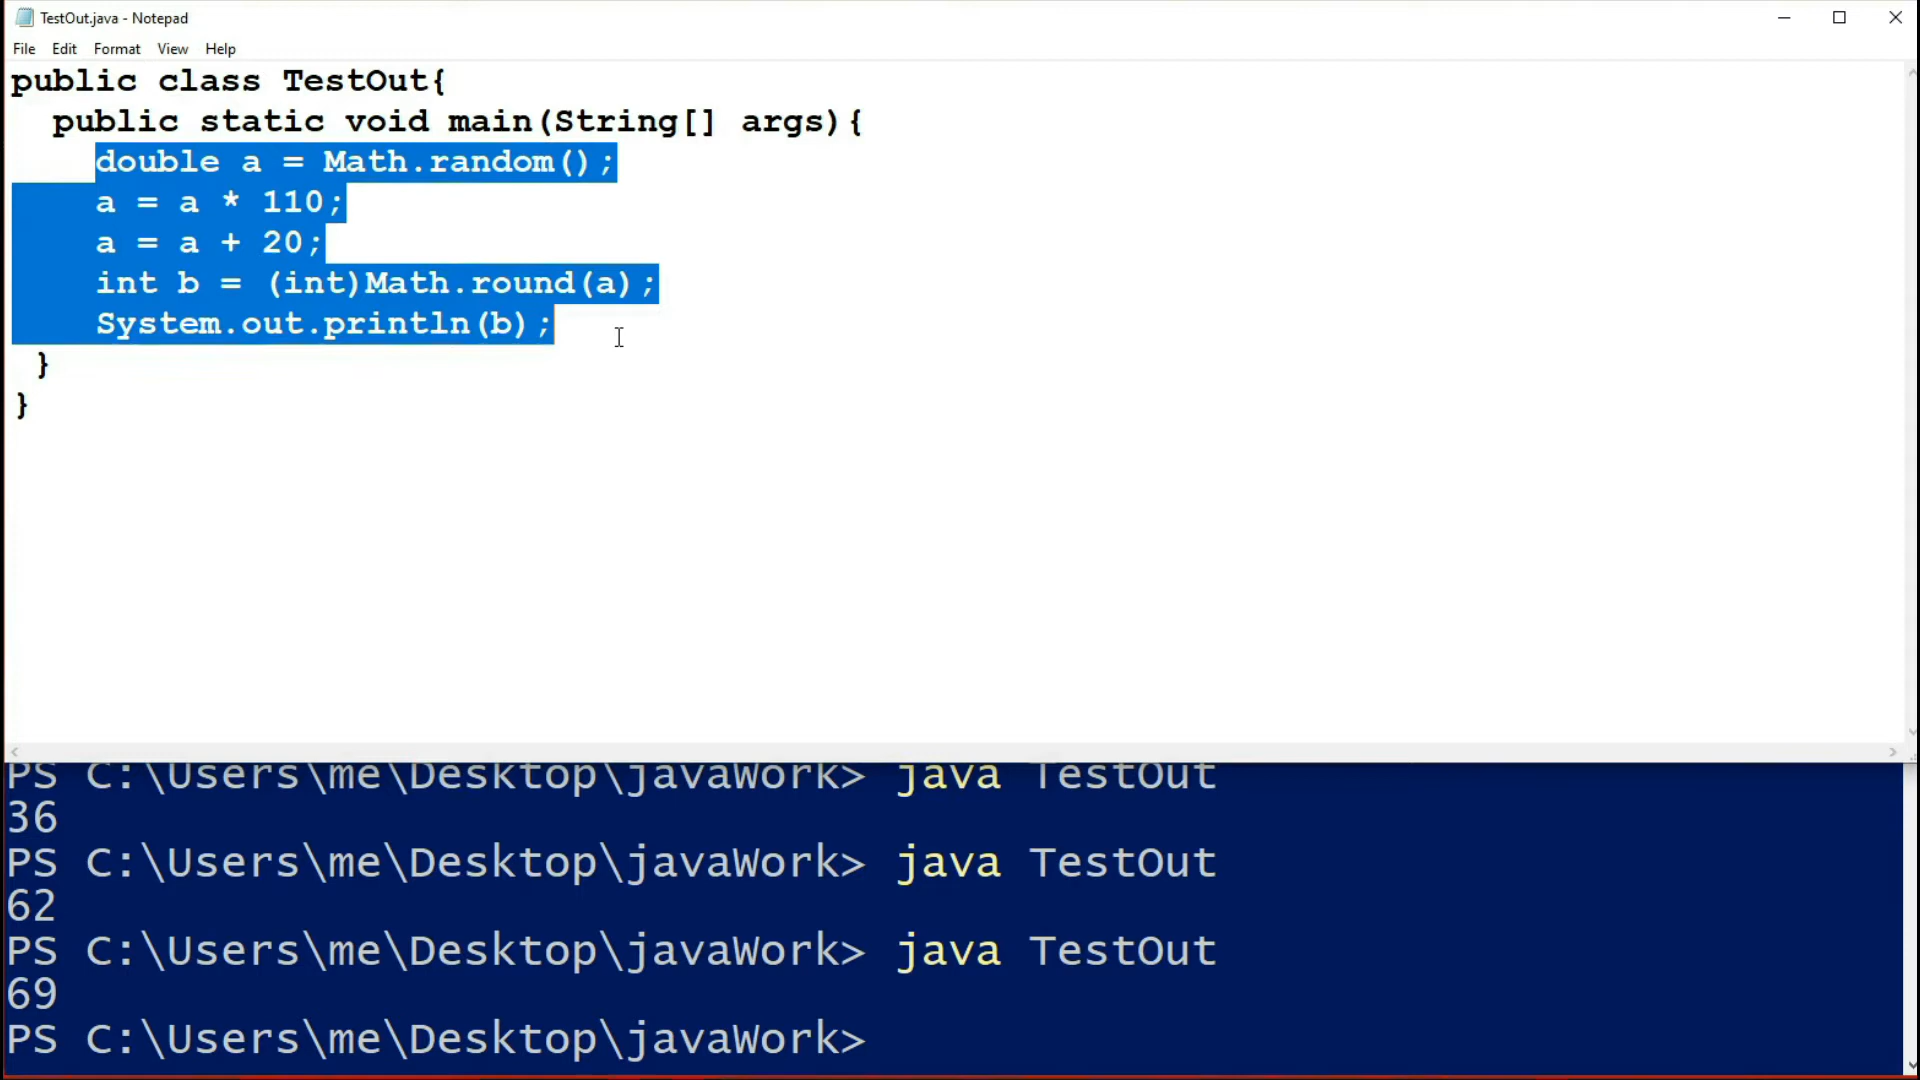 TestOut.java - Notepad
File Edit Format View Help
public class TestOut{
  public static void main(String[] args){
    double a = Math.random();
    a = a * 110;
    a = a + 20;
    int b = (int)Math.round(a);
    System.out.println(b);
  }
}
PS C:\Users\me\Desktop\javaWork> java TestOut
36
PS C:\Users\me\Desktop\javaWork> java TestOut
62
PS C:\Users\me\Desktop\javaWork> java TestOut
69
PS C:\Users\me\Desktop\javaWork>